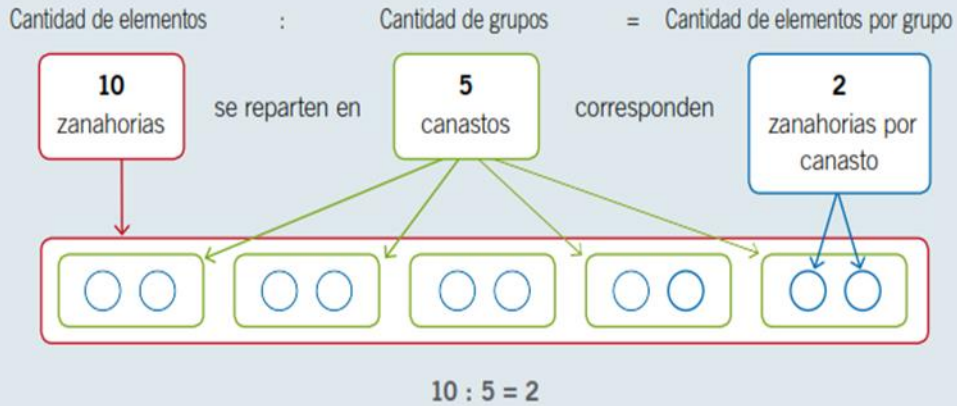 Cantidad de elementos : Cantidad de grupos = Cantidad de elementos por grupo
10
zanahorias
se reparten en
5
canastos
corresponden
2
zanahorias por
canasto
10 : 5 = 2